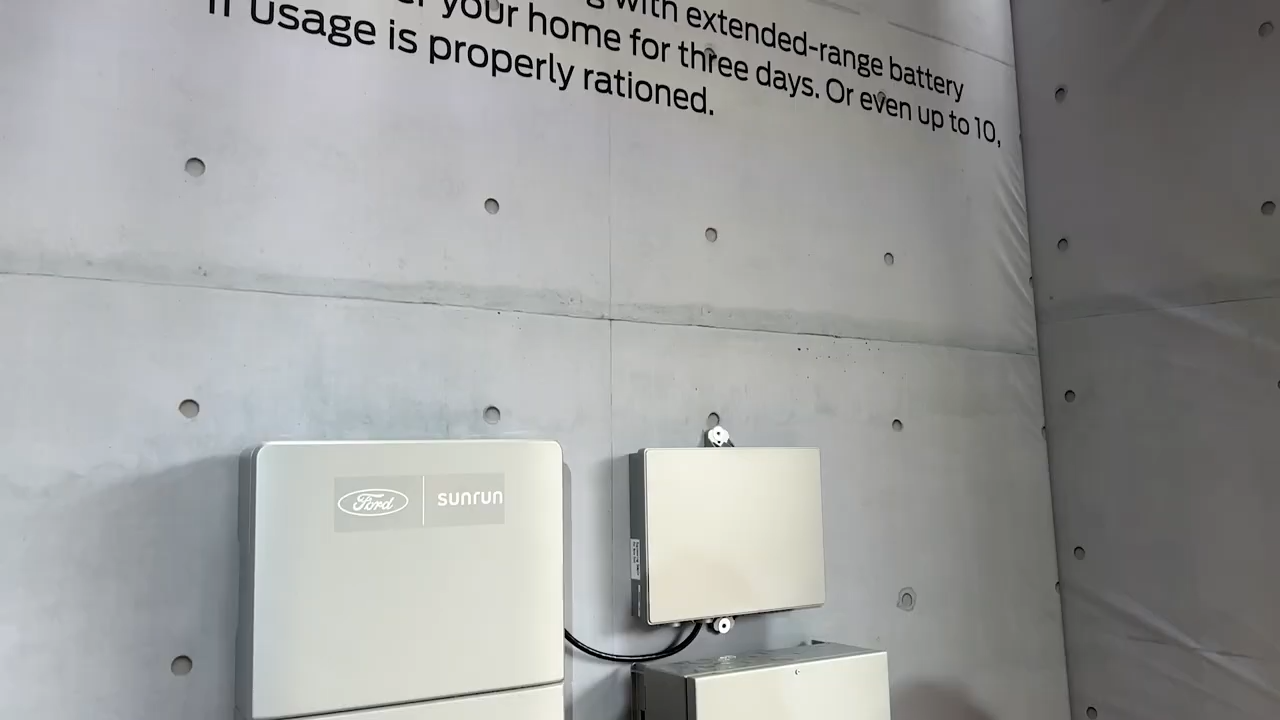 with extended-range battery
your home for three days. Or even up to 10,
if usage is properly rationed.
Ford
sunrun